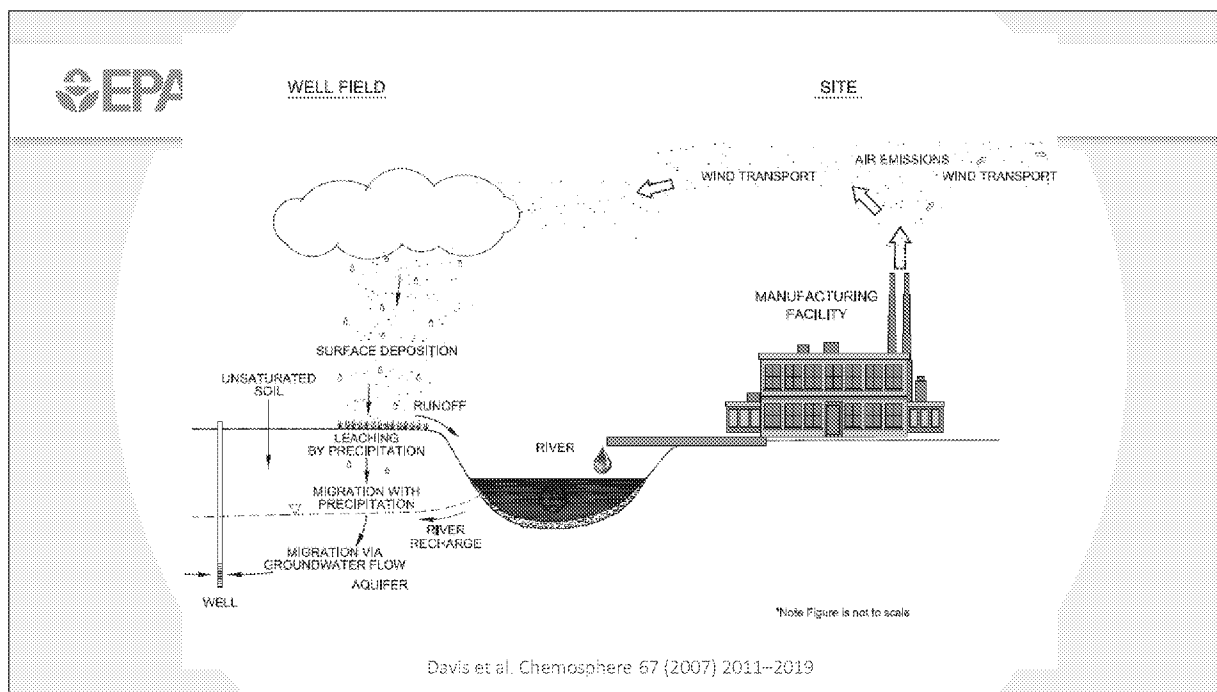 EPA
WELL FIELD
SITE
AIR EMISSIONS
WIND TRANSPORT
WIND TRANSPORT
MANUFACTURING
FACILITY
SURFACE DEPOSITION
UNSATURATED
SOIL
RUNOFF
LEACHING
BY PRECIPITATION
RIVER
MIGRATION WITH
PRECIPITATION
RIVER
RECHARGE
MIGRATION VIA
GROUNDWATER FLOW
AQUIFER
WELL
*Note Figure is not to scale
Davis et al. Chemosphere 67 (2007) 2011–2019